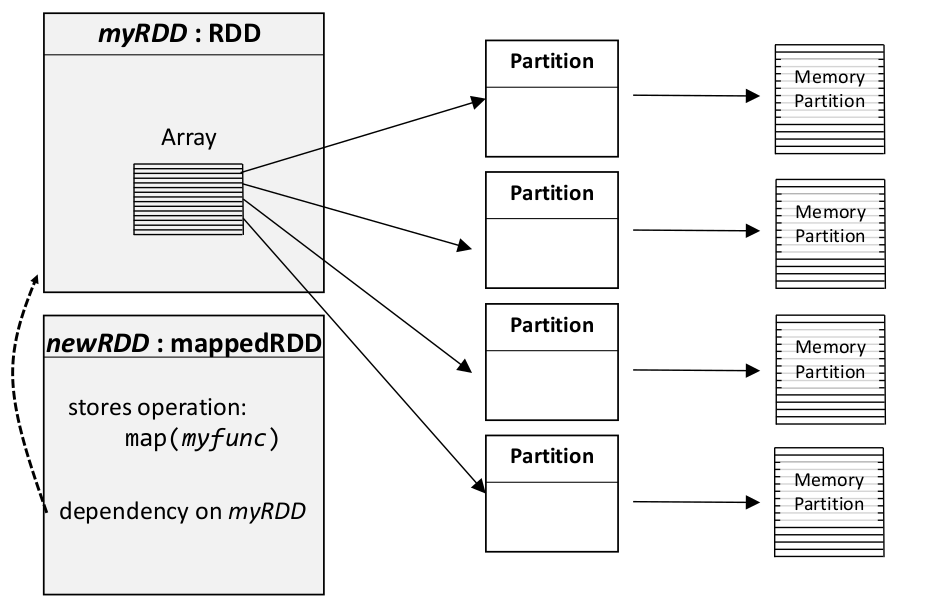 myRDD : RDD
Array
newRDD : mappedRDD
stores operation:
map(myfunc)
dependency on myRDD
Partition
Memory
Partition
Partition
Memory
Partition
Partition
Memory
Partition
Partition
Memory
Partition